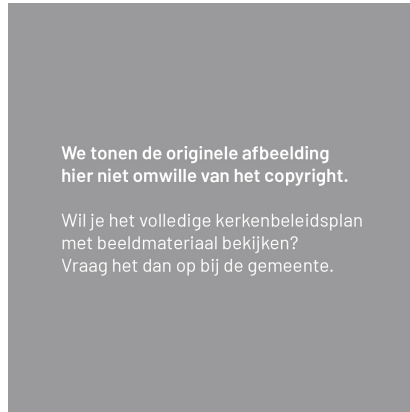 We tonen de originele afbeelding
hier niet omwille van het copyright.
Wil je het volledige kerkenbeleidsplan
met beeldmateriaal bekijken?
Vraag het dan op bij de gemeente.